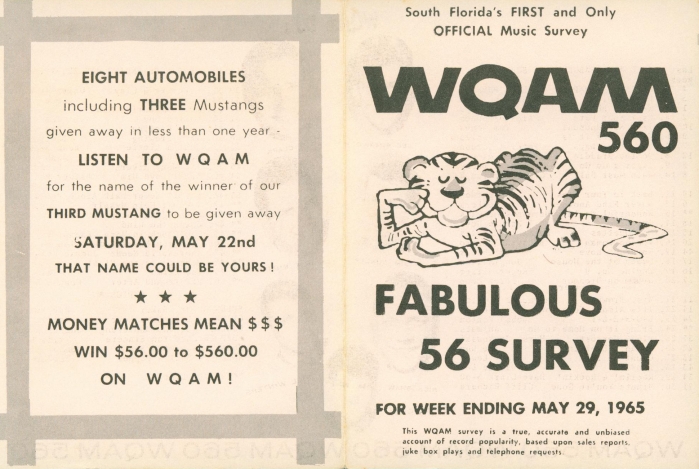 EIGHT AUTOMOBILES
including THREE Mustangs
given away in less than one year -
LISTEN TO WQAM
for the name of the winner of our
THIRD MUSTANG to be given away
SATURDAY, MAY 22nd
THAT NAME COULD BE YOURS!
★ ★ ★
MONEY MATCHES MEAN $$$
WIN $56.00 to $560.00
ON WQAM!
South Florida's FIRST and Only
OFFICIAL Music Survey
WQAM
560
FABULOUS
56 SURVEY
FOR WEEK ENDING MAY 29, 1965
This WQAM survey is a true, accurate and unbiased
account of record popularity, based upon sales reports,
juke box plays and telephone requests.